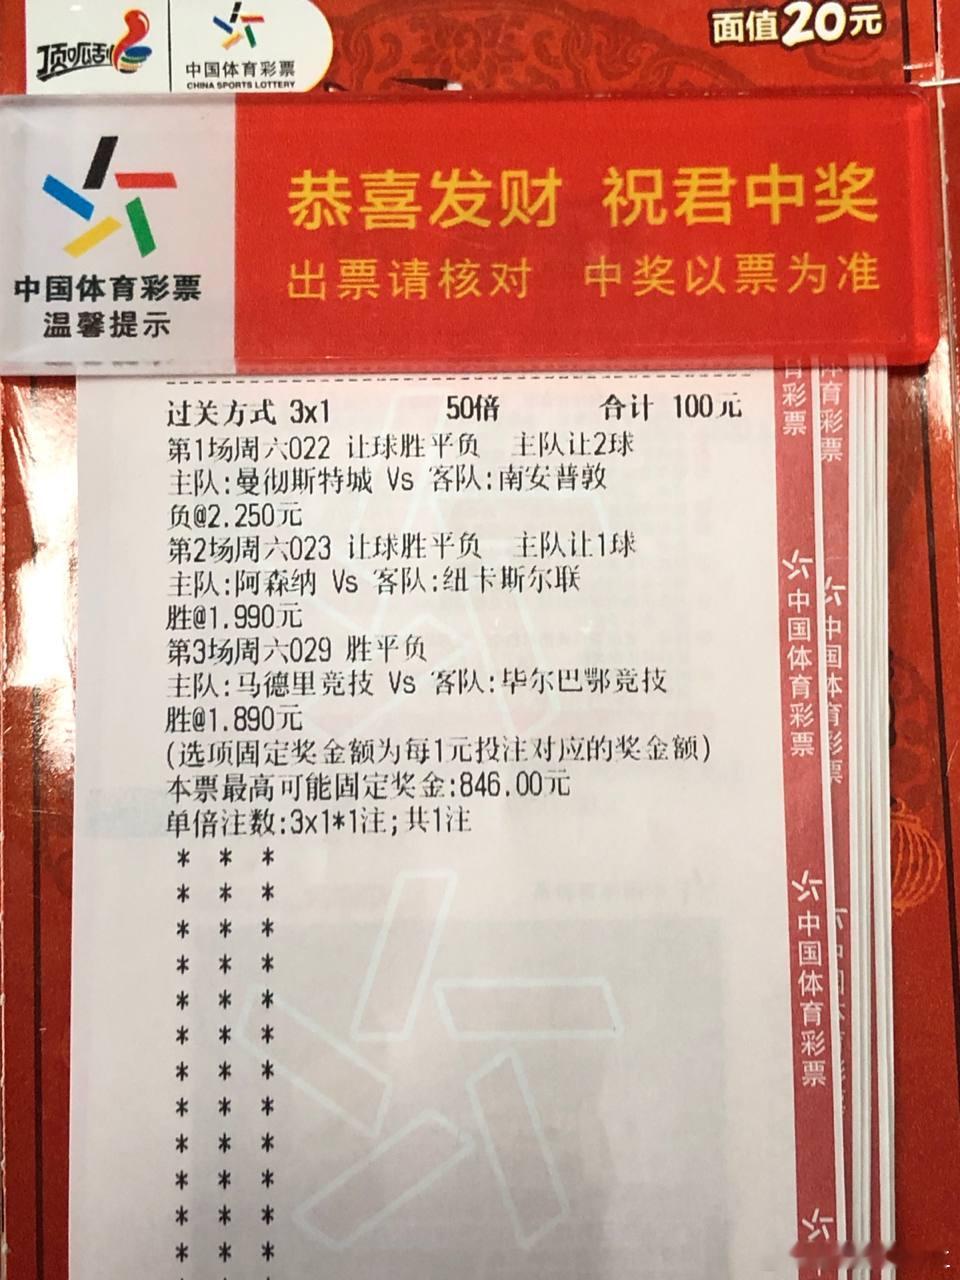 顶呱刮
中国体育彩票
CHINA SPORTS LOTTERY
面值20元
中国体育彩票
温馨提示
恭喜发财 祝君中奖
出票请核对 中奖以票为准
过关方式 3x1 50倍 合计 100元
第1场周六022 让球胜平负 主队让2球
主队:曼彻斯特城 Vs 客队:南安普敦
负@2.250元
第2场周六023 让球胜平负 主队让1球
主队:阿森纳 Vs 客队:纽卡斯尔联
胜@1.990元
第3场周六029 胜平负
主队:马德里竞技 Vs 客队:毕尔巴鄂竞技
胜@1.890元
(选项固定奖金额为每1元投注对应的奖金额)
本票最高可能固定奖金:846.00元
单倍注数:3x1*1注;共1注
* * *
* * *
* * *
* * *
* * *
* * *
* * *
* * *
* * *
* * *
* * *
* * *
育彩票
体育彩票
中国体育彩票
中国体育彩票
中国体育彩票